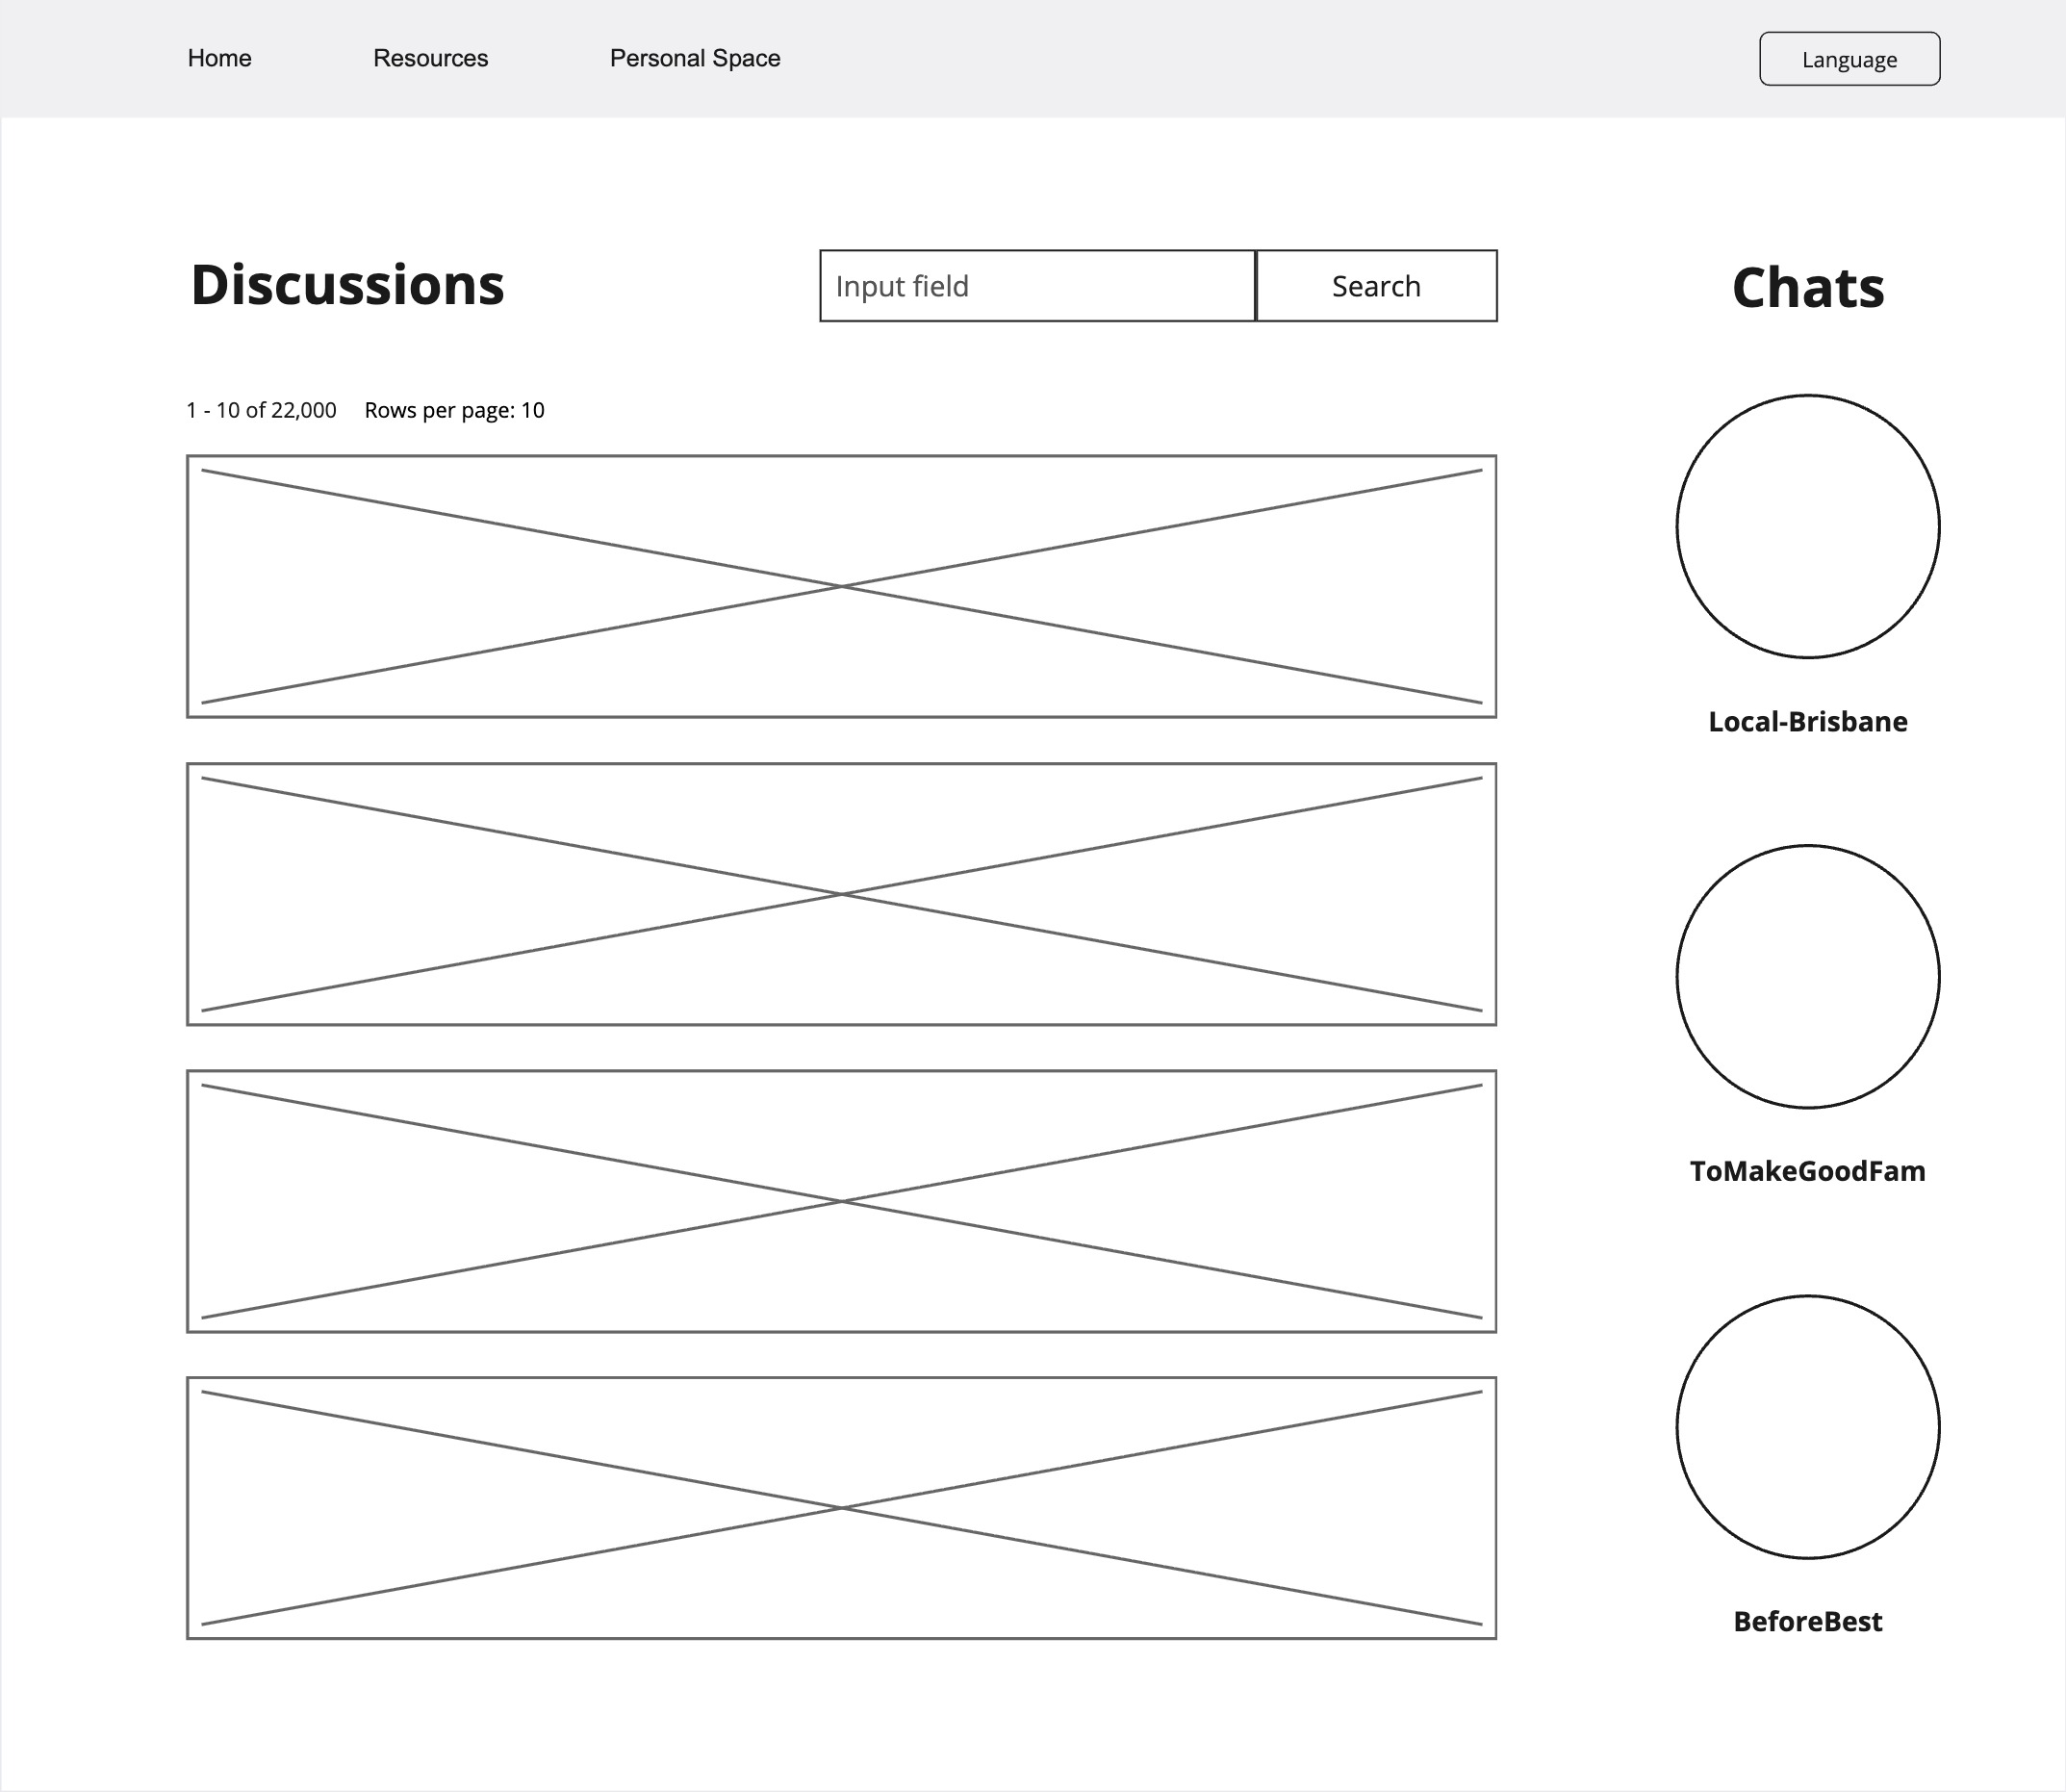 Home Resources Personal Space Language
Discussions
Input field Search
Chats
1 - 10 of 22,000 Rows per page: 10
Local-Brisbane
ToMakeGoodFam
BeforeBest